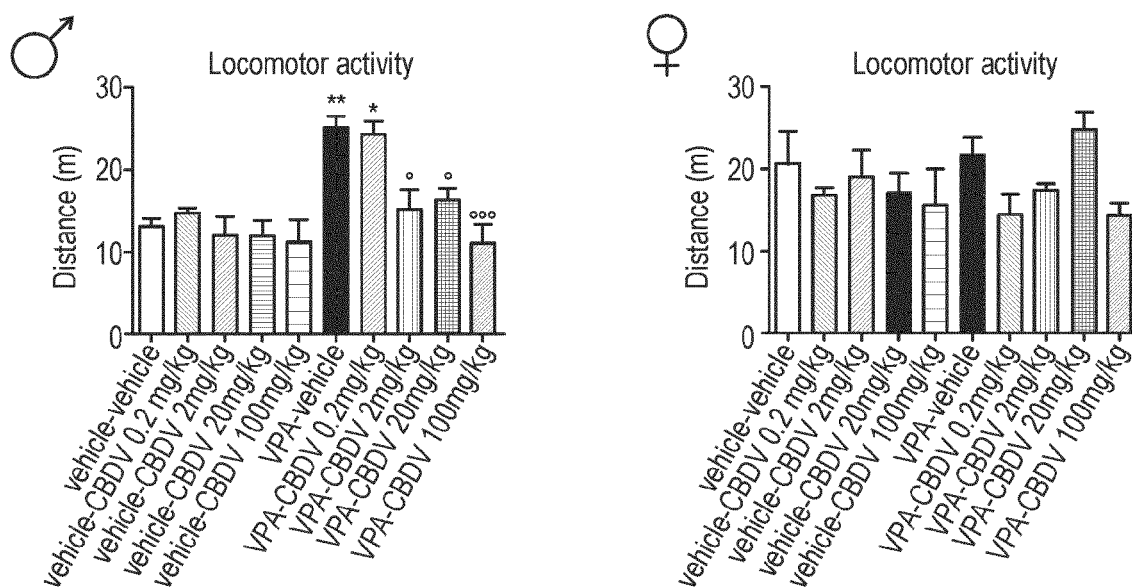 Locomotor activity
Distance (m)
30
20
10
0
**
*
°
°
°°°
vehicle-vehicle
vehicle-CBDV 0.2 mg/kg
vehicle-CBDV 2mg/kg
vehicle-CBDV 20mg/kg
vehicle-CBDV 100mg/kg
VPA-vehicle
VPA-CBDV 0.2mg/kg
VPA-CBDV 2mg/kg
VPA-CBDV 20mg/kg
VPA-CBDV 100mg/kg
Locomotor activity
Distance (m)
30
20
10
0
vehicle-vehicle
vehicle-CBDV 0.2 mg/kg
vehicle-CBDV 2mg/kg
vehicle-CBDV 20mg/kg
vehicle-CBDV 100mg/kg
VPA-vehicle
VPA-CBDV 0.2mg/kg
VPA-CBDV 2mg/kg
VPA-CBDV 20mg/kg
VPA-CBDV 100mg/kg